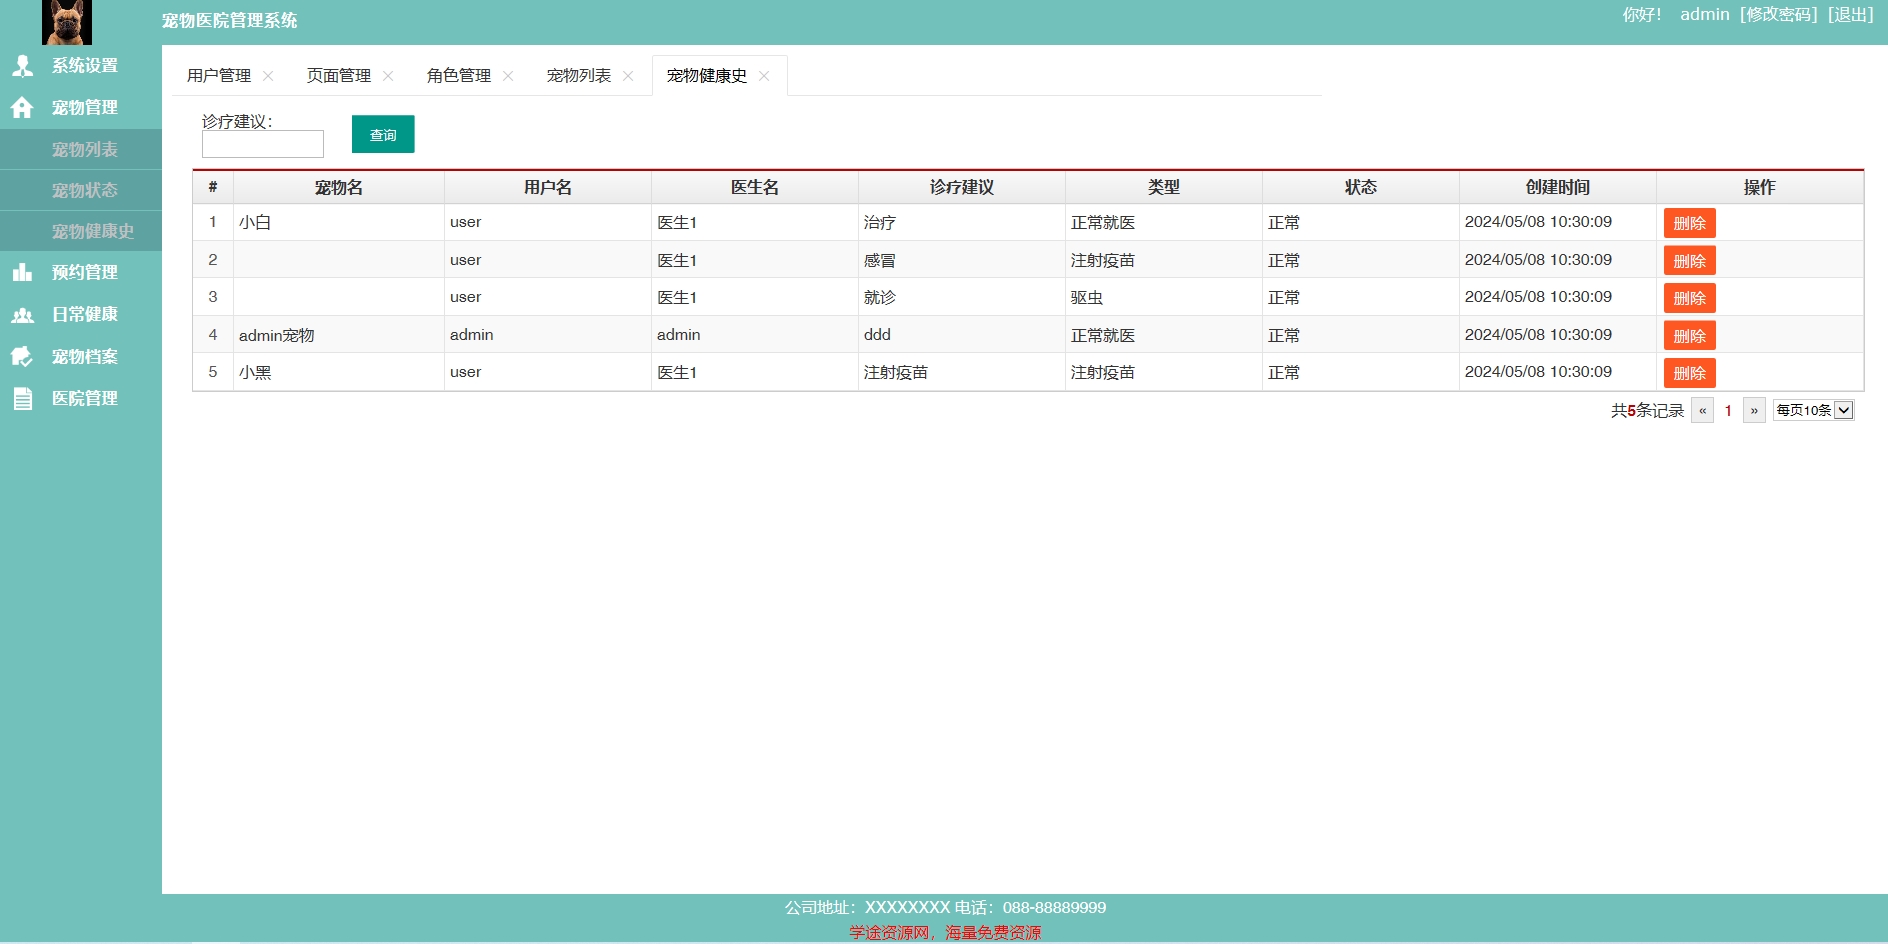 宠物医院管理系统
你好！ admin [修改密码] [退出]
系统设置
宠物管理
宠物列表
宠物状态
宠物健康史
预约管理
日常健康
宠物档案
医院管理
用户管理 页面管理 角色管理 宠物列表 宠物健康史
诊疗建议：
查询
# 宠物名 用户名 医生名 诊疗建议 类型 状态 创建时间 操作
1 小白 user 医生1 治疗 正常就医 正常 2024/05/08 10:30:09 删除
2 user 医生1 感冒 注射疫苗 正常 2024/05/08 10:30:09 删除
3 user 医生1 就诊 驱虫 正常 2024/05/08 10:30:09 删除
4 admin宠物 admin admin ddd 正常就医 正常 2024/05/08 10:30:09 删除
5 小黑 user 医生1 注射疫苗 注射疫苗 正常 2024/05/08 10:30:09 删除
共5条记录 « 1 » 每页10条
公司地址：XXXXXXXX 电话：088-88889999
学途资源网，海量免费资源